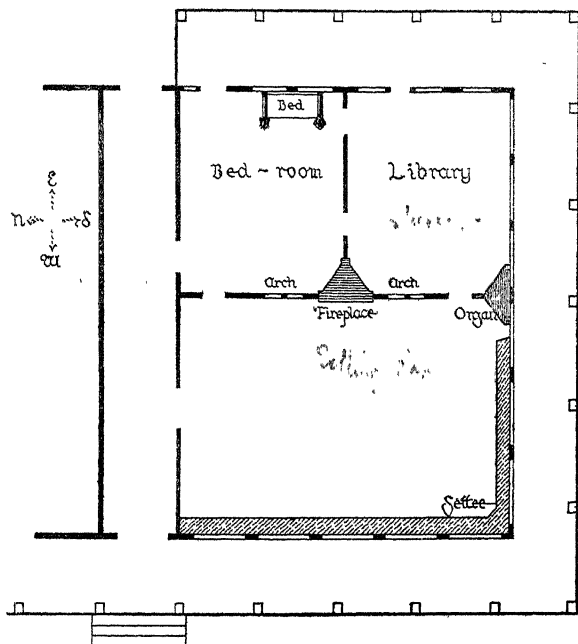 Bed
Bed-room
Library
E
N S
W
Arch
Arch
Fireplace
Organ
Settee